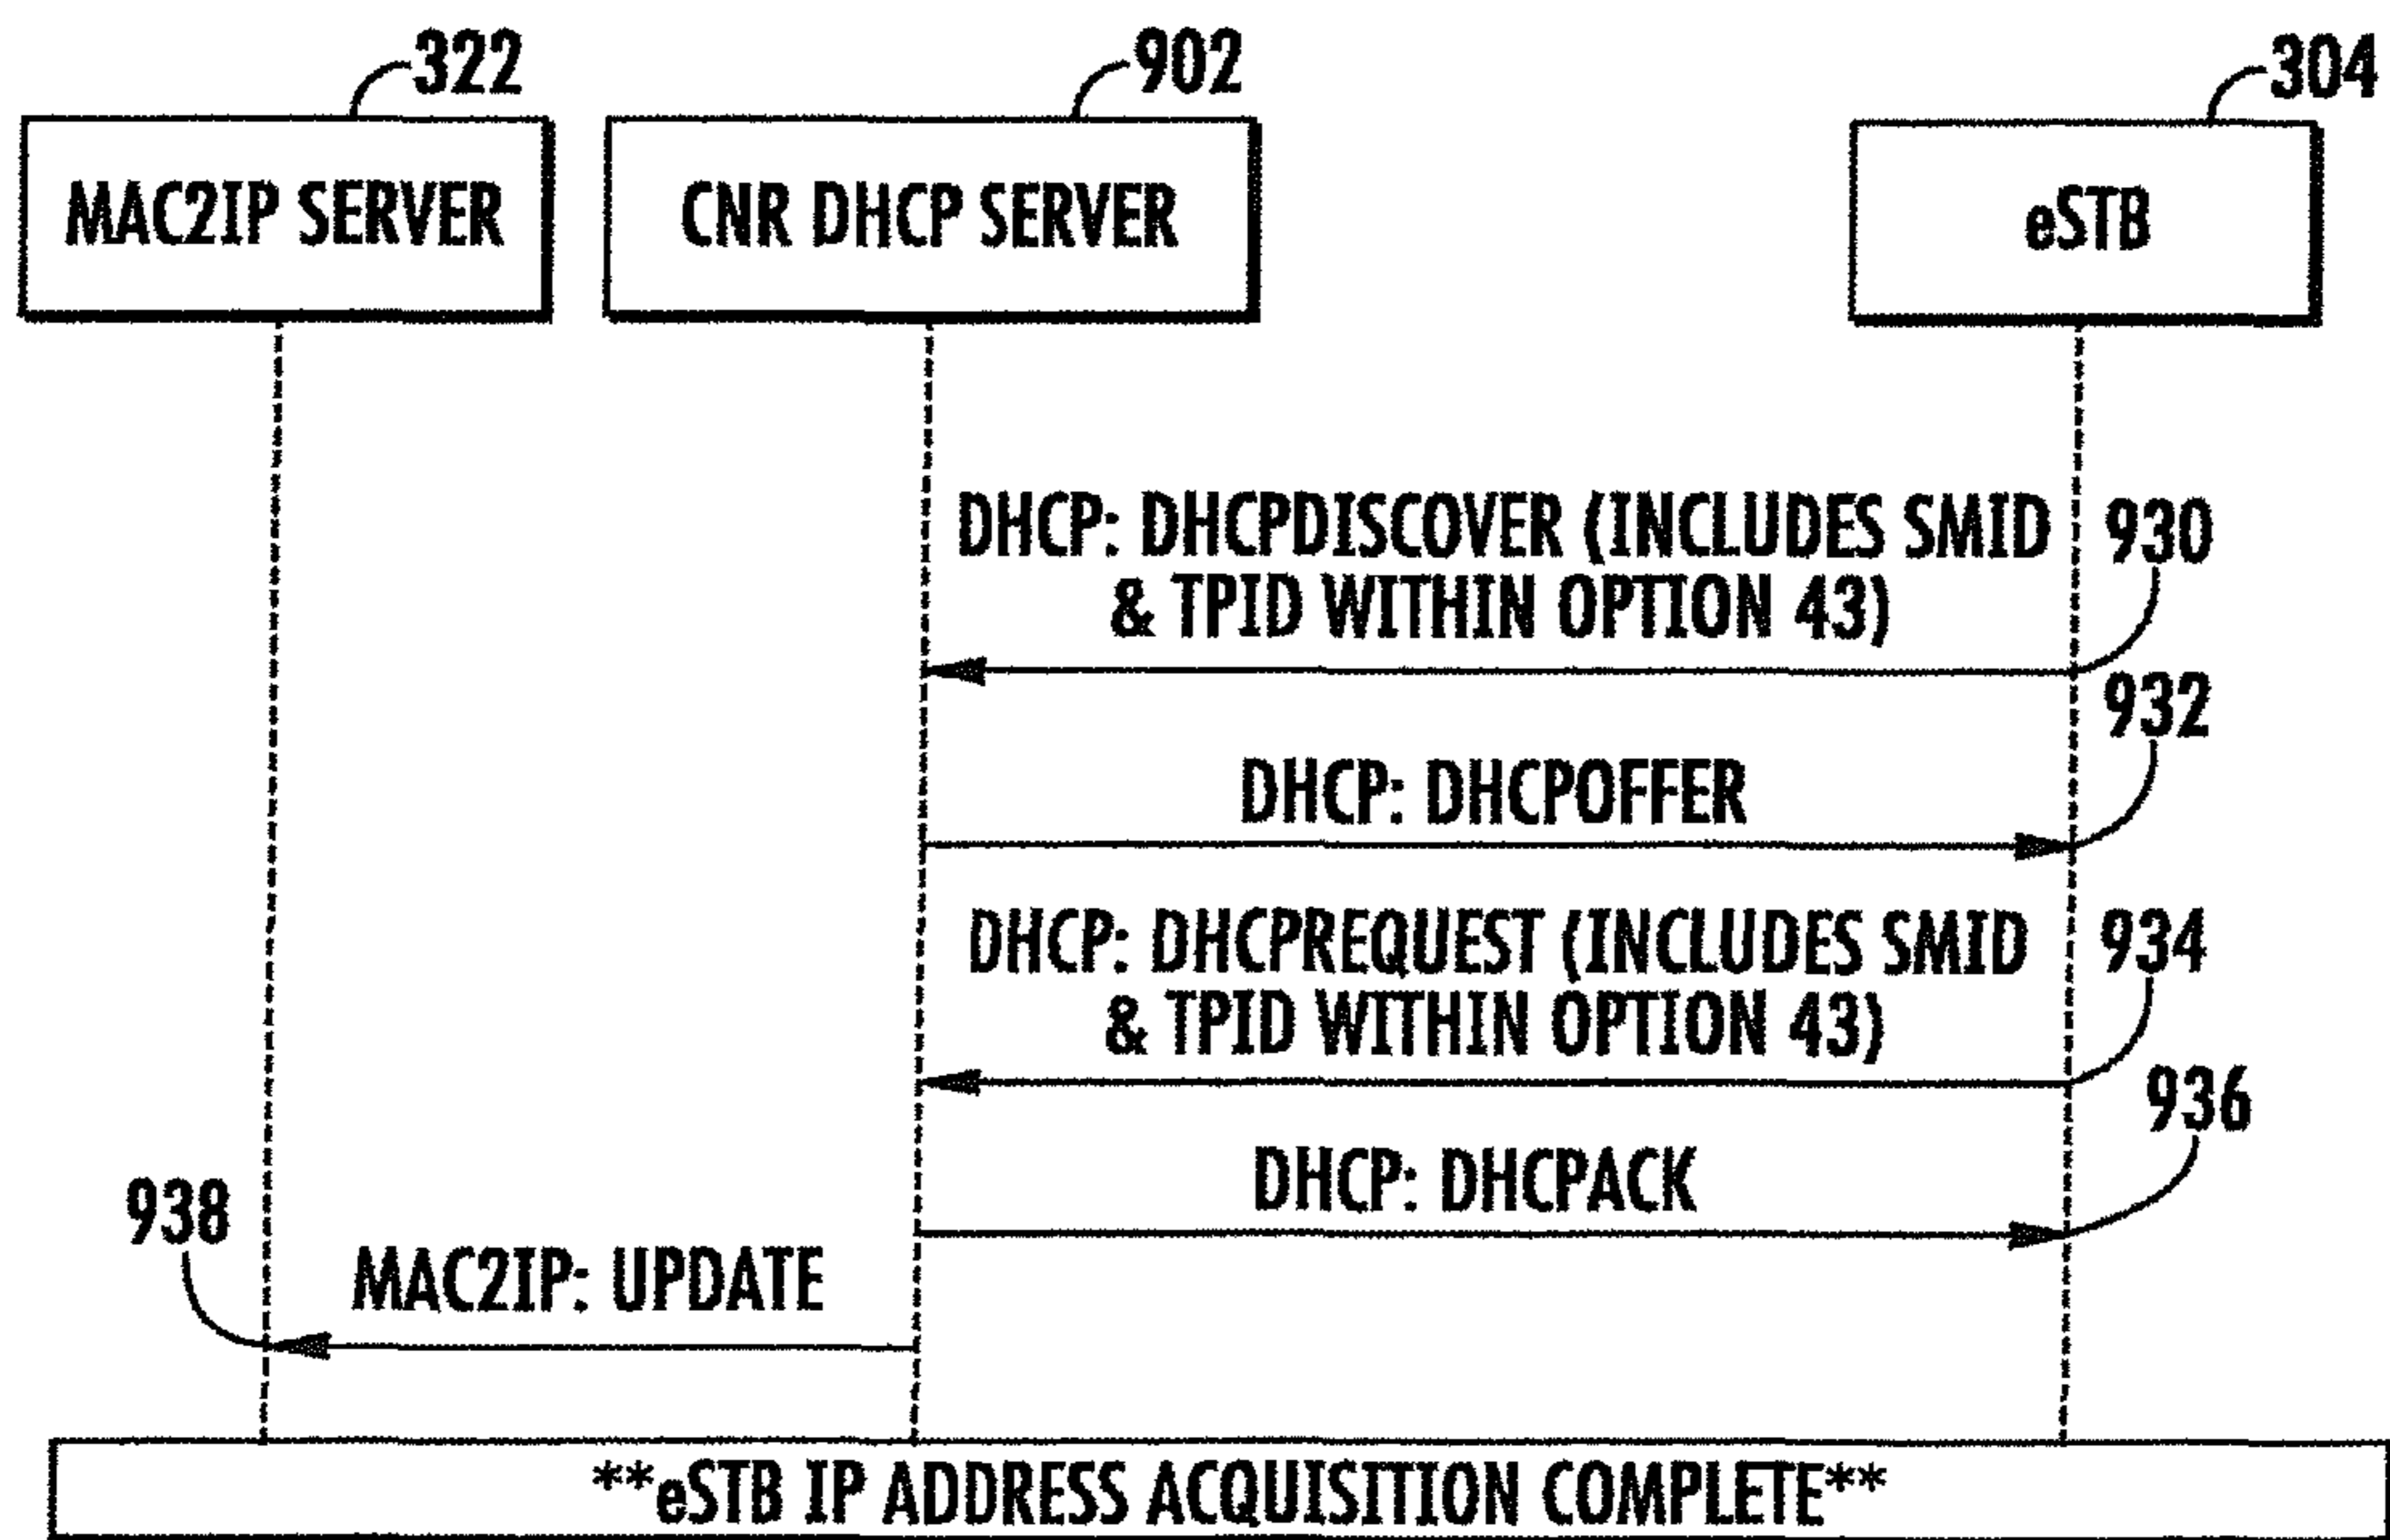 322
902
304
MAC2IP SERVER
CNR DHCP SERVER
eSTB
DHCP: DHCPDISCOVER (INCLUDES SMID
& TPID WITHIN OPTION 43)
930
932
DHCP: DHCPOFFER
DHCP: DHCPREQUEST (INCLUDES SMID
& TPID WITHIN OPTION 43)
934
936
DHCP: DHCPACK
938
MAC2IP: UPDATE
**eSTB IP ADDRESS ACQUISITION COMPLETE**